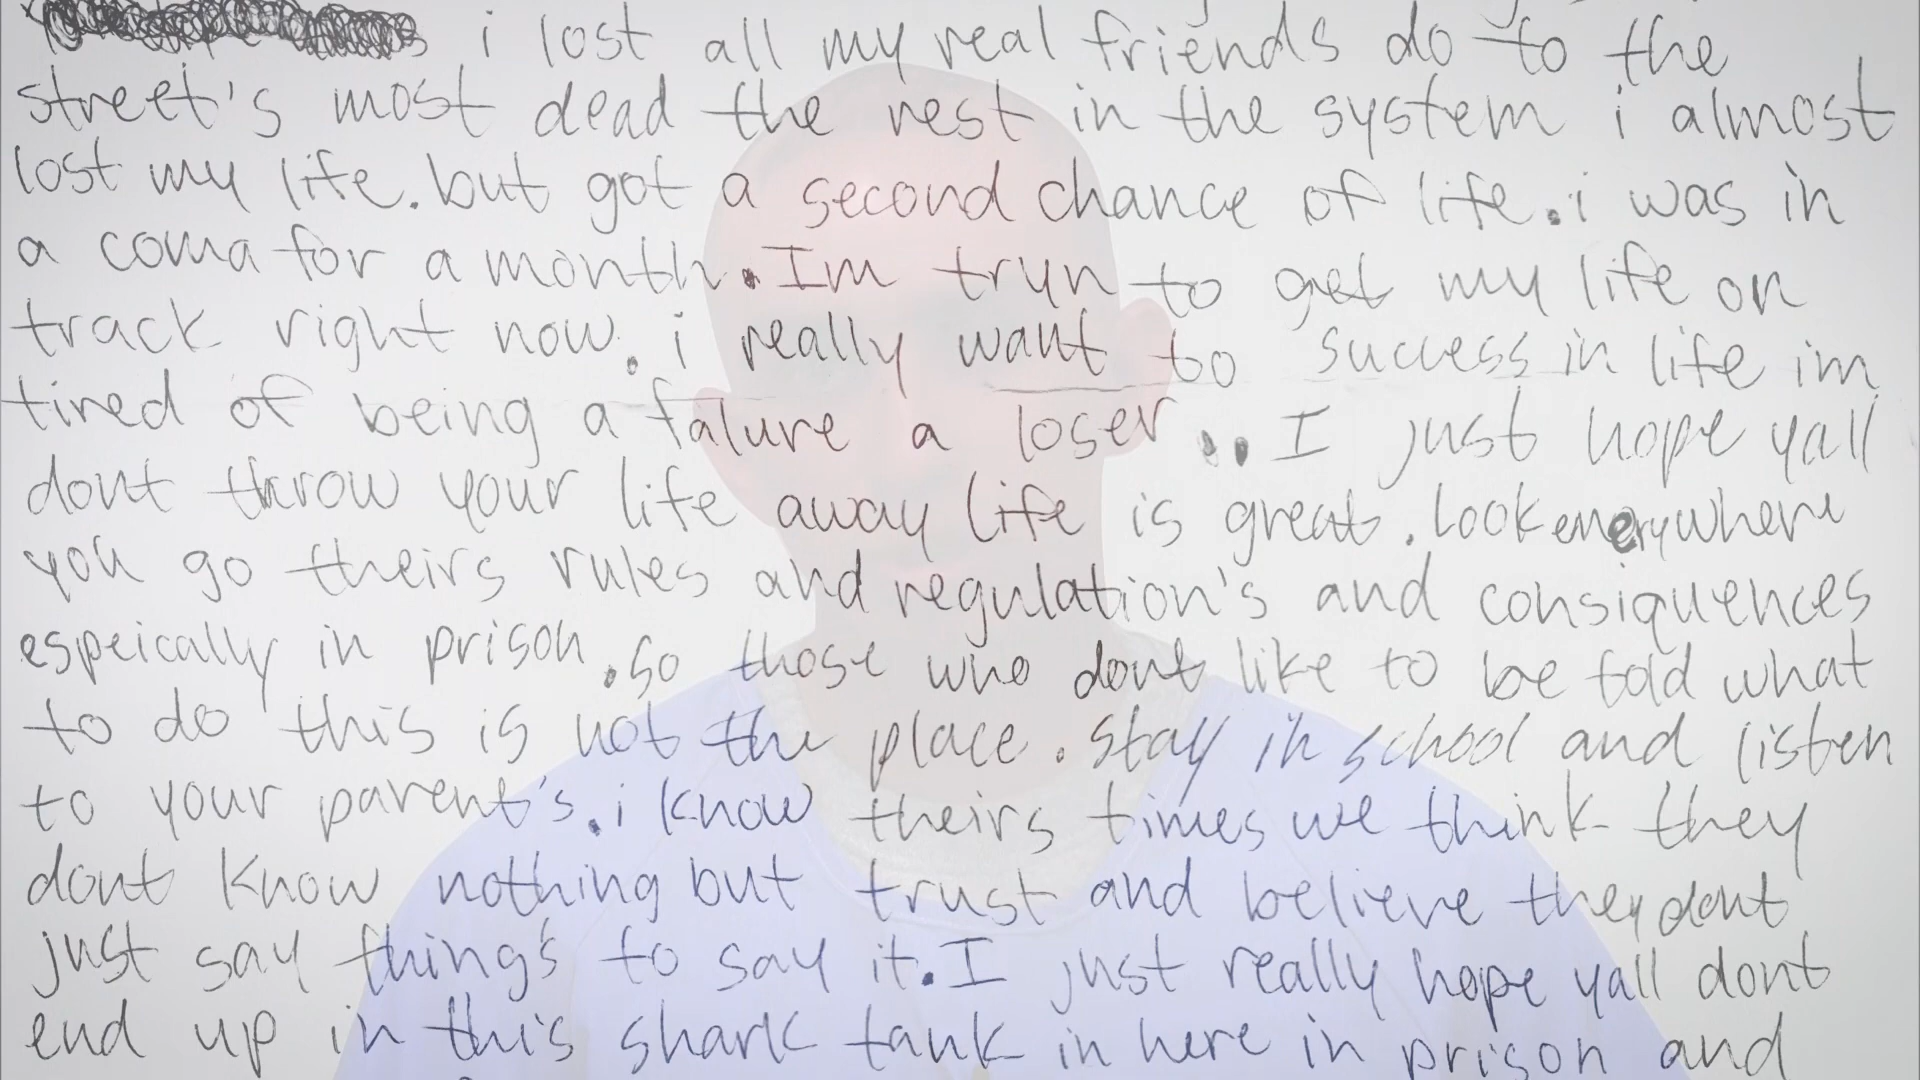 i lost all my real friends do to the
street's most dead the rest in the system i almost
lost my life. but got a second chance of life. i was in
a coma for a month. Im tryn to get my life on
track right now. i really want to success in life im
tired of being a falure a loser .. I just hope yall
dont throw your life away life is great. look
you go theirs rules and regulation's and consiquences
espeically in prison. so those who dont like to be told what
to do this is not the place. stay in school and listen
to your parent's. i know theirs times we think they
dont know nothing but trust and believe they dont
just say thing's to say it. I just really hope yall dont
end up in this shark tank in here in prison and